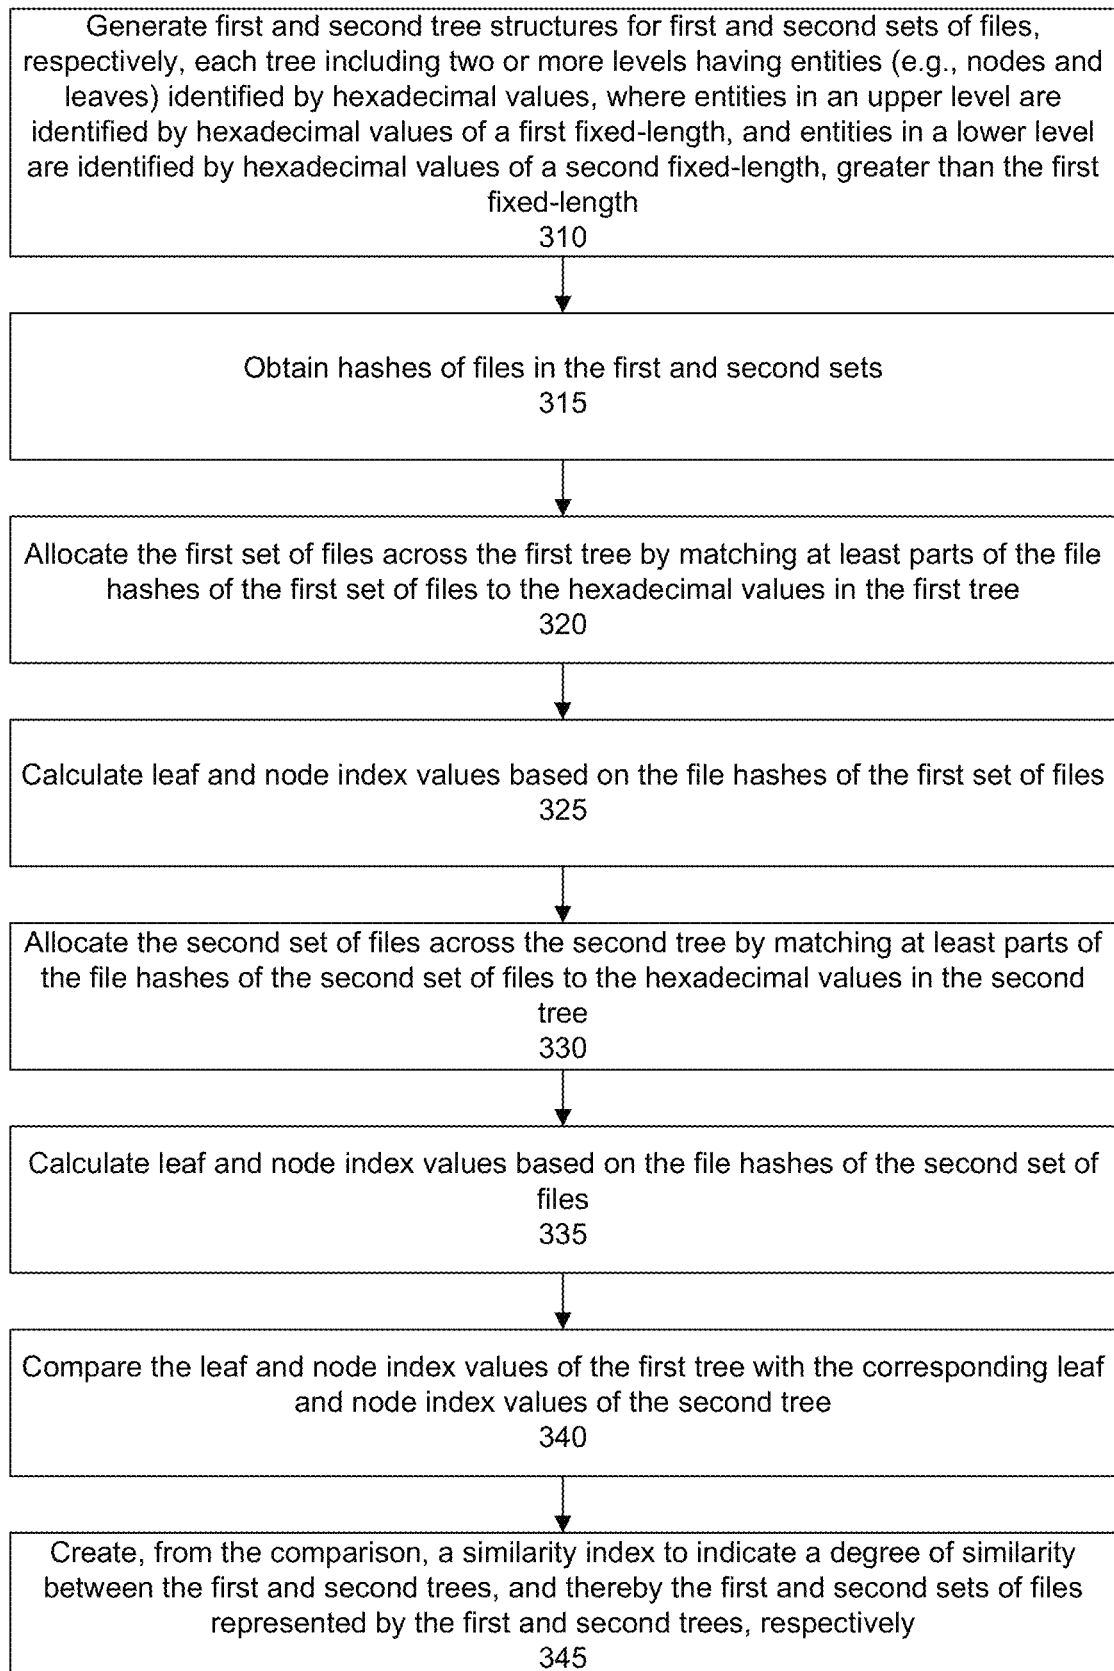 Generate first and second tree structures for first and second sets of files,
respectively, each tree including two or more levels having entities (e.g., nodes and
leaves) identified by hexadecimal values, where entities in an upper level are
identified by hexadecimal values of a first fixed-length, and entities in a lower level
are identified by hexadecimal values of a second fixed-length, greater than the first
fixed-length
310
Obtain hashes of files in the first and second sets
315
Allocate the first set of files across the first tree by matching at least parts of the file
hashes of the first set of files to the hexadecimal values in the first tree
320
Calculate leaf and node index values based on the file hashes of the first set of files
325
Allocate the second set of files across the second tree by matching at least parts of
the file hashes of the second set of files to the hexadecimal values in the second
tree
330
Calculate leaf and node index values based on the file hashes of the second set of
files
335
Compare the leaf and node index values of the first tree with the corresponding leaf
and node index values of the second tree
340
Create, from the comparison, a similarity index to indicate a degree of similarity
between the first and second trees, and thereby the first and second sets of files
represented by the first and second trees, respectively
345